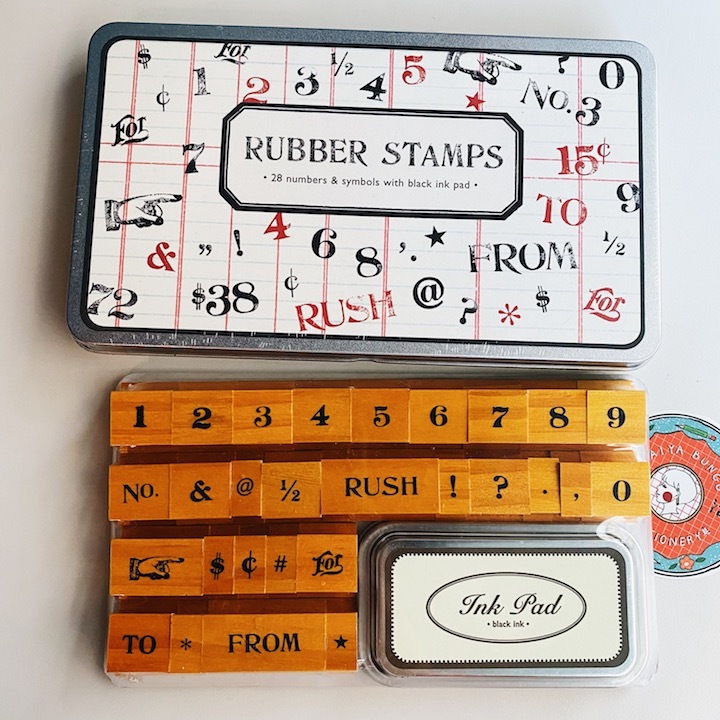 $ For 1 2 3 ½ 4 5 ? 0
¢ No. 3
For
RUBBER STAMPS
• 28 numbers & symbols with black ink pad •
7 15¢
TO 9
& „ ! 4 6 8 ’. FROM ½
72 $38 ¢ RUSH @ ? * $ For
1 2 3 4 5 6 7 8 9
No. & @ ½ RUSH ! ? . , 0
$ ¢ # For
TO * FROM ★
Ink Pad
• black ink •